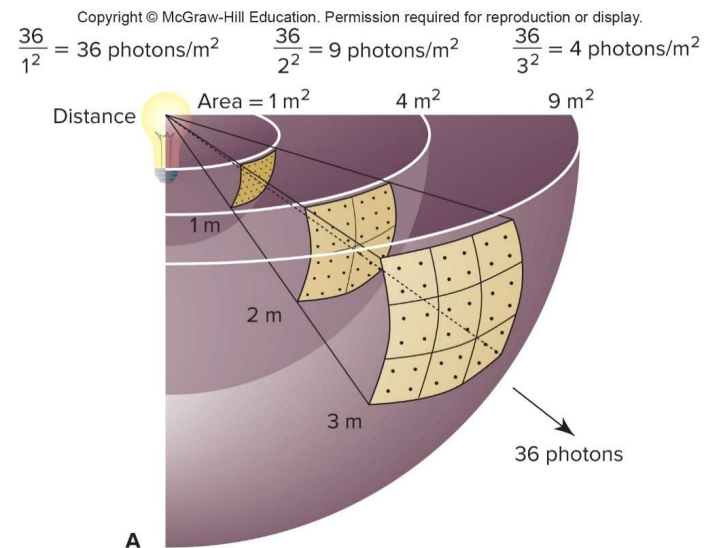 Copyright © McGraw-Hill Education. Permission required for reproduction or display.
36/1² = 36 photons/m²
36/2² = 9 photons/m²
36/3² = 4 photons/m²
Distance
Area = 1 m²
4 m²
9 m²
1 m
2 m
3 m
36 photons
A